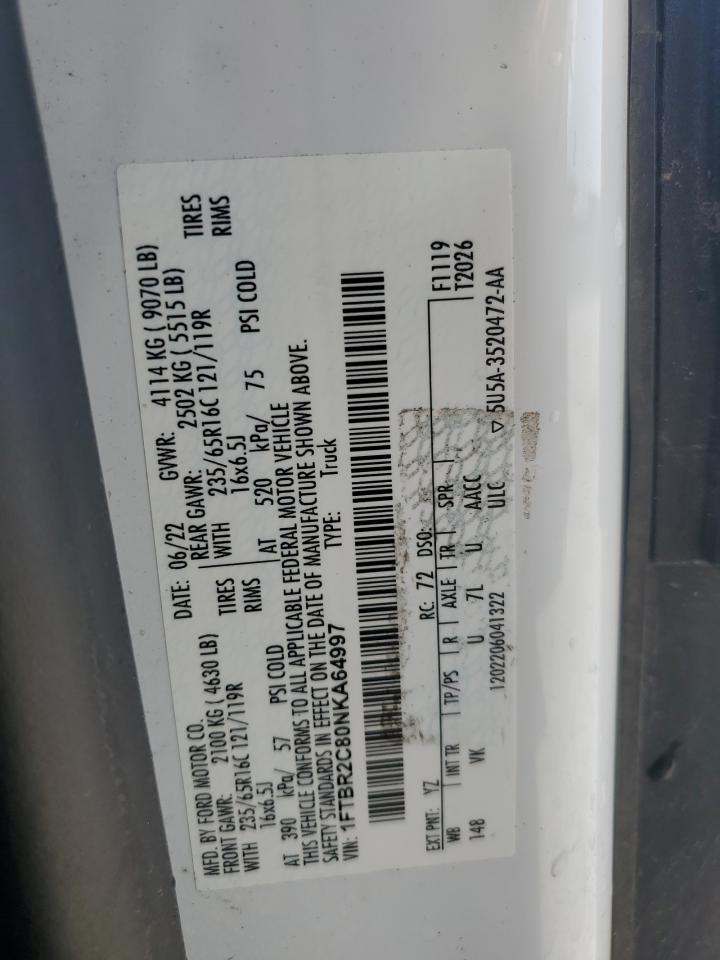 MFD. BY FORD MOTOR CO.
DATE: 06/22 GVWR: 4114 KG ( 9070 LB)
FRONT GAWR: 2100 KG ( 4630 LB) REAR GAWR: 2502 KG ( 5515 LB)
WITH 235/65R16C 121/119R TIRES WITH 235/65R16C 121/119R TIRES
16x6.5J RIMS 16x6.5J RIMS
AT 390 kPa/ 57 PSI COLD AT 520 kPa/ 75 PSI COLD
THIS VEHICLE CONFORMS TO ALL APPLICABLE FEDERAL MOTOR VEHICLE
SAFETY STANDARDS IN EFFECT ON THE DATE OF MANUFACTURE SHOWN ABOVE.
VIN: 1FTBR2C80NKA64997 TYPE: Truck
EXT PNT: YZ RC: 72 DSO: F1119
WB INT TR TP/PS R AXLE TR SPR T2026
148 VK U 7L U AACC
1202206041322 ULC ▽5U5A-3520472-AA